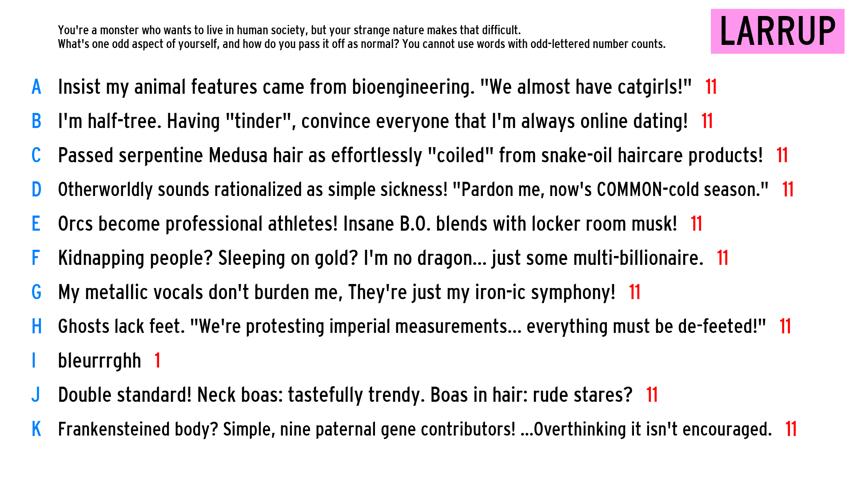 You're a monster who wants to live in human society, but your strange nature makes that difficult.
What's one odd aspect of yourself, and how do you pass it off as normal? You cannot use words with odd-lettered number counts.
LARRUP
A Insist my animal features came from bioengineering. "We almost have catgirls!" 11
B I'm half-tree. Having "tinder", convince everyone that I'm always online dating! 11
C Passed serpentine Medusa hair as effortlessly "coiled" from snake-oil haircare products! 11
D Otherworldly sounds rationalized as simple sickness! "Pardon me, now's COMMON-cold season." 11
E Orcs become professional athletes! Insane B.O. blends with locker room musk! 11
F Kidnapping people? Sleeping on gold? I'm no dragon... just some multi-billionaire. 11
G My metallic vocals don't burden me, They're just my iron-ic symphony! 11
H Ghosts lack feet. "We're protesting imperial measurements... everything must be de-feeted!" 11
I bleurrrghh 1
J Double standard! Neck boas: tastefully trendy. Boas in hair: rude stares? 11
K Frankensteined body? Simple, nine paternal gene contributors! ...Overthinking it isn't encouraged. 11